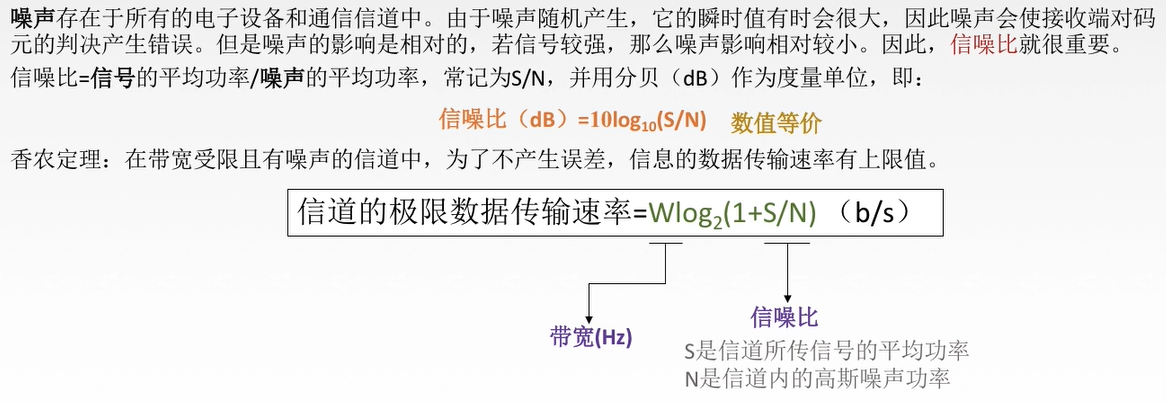 噪声存在于所有的电子设备和通信信道中。由于噪声随机产生，它的瞬时值有时会很大，因此噪声会使接收端对码
元的判决产生错误。但是噪声的影响是相对的，若信号较强，那么噪声影响相对较小。因此，信噪比就很重要。
信噪比=信号的平均功率/噪声的平均功率，常记为S/N，并用分贝（dB）作为度量单位，即：
信噪比（dB）=10log₁₀(S/N) 数值等价
香农定理：在带宽受限且有噪声的信道中，为了不产生误差，信息的数据传输速率有上限值。
信道的极限数据传输速率=Wlog₂(1+S/N)（b/s）
信噪比
带宽(Hz)
S是信道所传信号的平均功率
N是信道内的高斯噪声功率